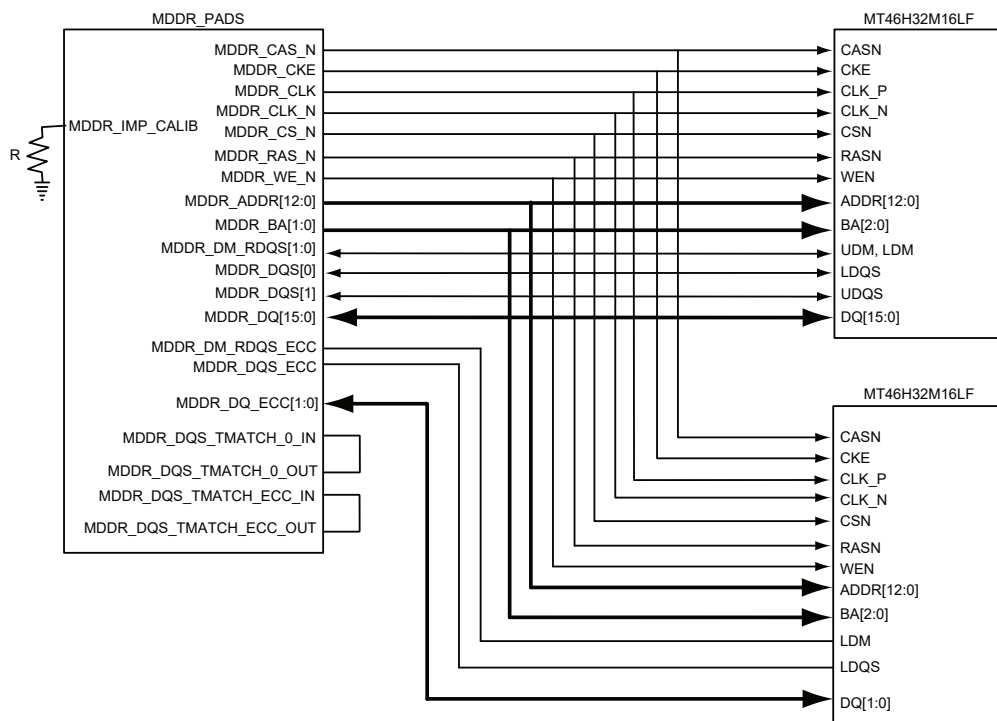 MDDR_PADS
MDDR_CAS_N
MDDR_CKE
MDDR_CLK
MDDR_CLK_N
MDDR_IMP_CALIB
MDDR_CS_N
R
MDDR_RAS_N
MDDR_WE_N
MDDR_ADDR[12:0]
MDDR_BA[1:0]
MDDR_DM_RDQS[1:0]
MDDR_DQS[0]
MDDR_DQS[1]
MDDR_DQ[15:0]
MDDR_DM_RDQS_ECC
MDDR_DQS_ECC
MDDR_DQ_ECC[1:0]
MDDR_DQS_TMATCH_0_IN
MDDR_DQS_TMATCH_0_OUT
MDDR_DQS_TMATCH_ECC_IN
MDDR_DQS_TMATCH_ECC_OUT
MT46H32M16LF
CASN
CKE
CLK_P
CLK_N
CSN
RASN
WEN
ADDR[12:0]
BA[2:0]
UDM, LDM
LDQS
UDQS
DQ[15:0]
MT46H32M16LF
CASN
CKE
CLK_P
CLK_N
CSN
RASN
WEN
ADDR[12:0]
BA[2:0]
LDM
LDQS
DQ[1:0]